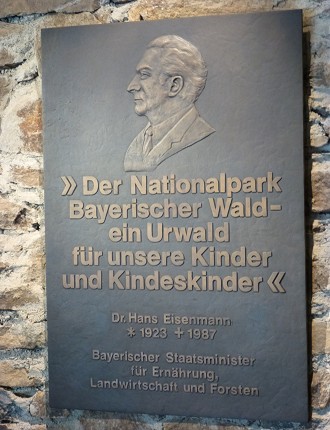 » Der Nationalpark
Bayerischer Wald-
ein Urwald
für unsere Kinder
und Kindeskinder «
Dr. Hans Eisenmann
* 1923 + 1987
Bayerischer Staatsminister
für Ernährung,
Landwirtschaft und Forsten